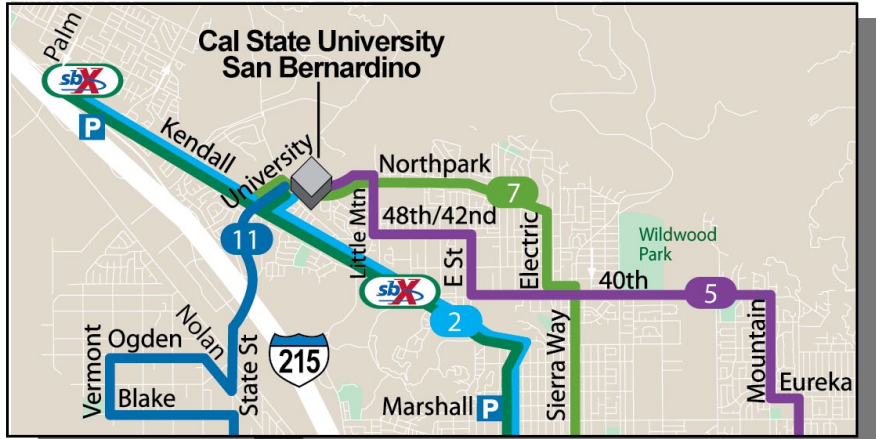 Palm
Cal State University
San Bernardino
sbX
P
Kendall
University
Northpark
7
Little Mtn
48th/42nd
Electric
Wildwood
Park
11
E St
sbX
40th
5
2
Nolan
Vermont
Ogden
State St
215
Sierra Way
Mountain
Blake
Marshall
P
Eureka